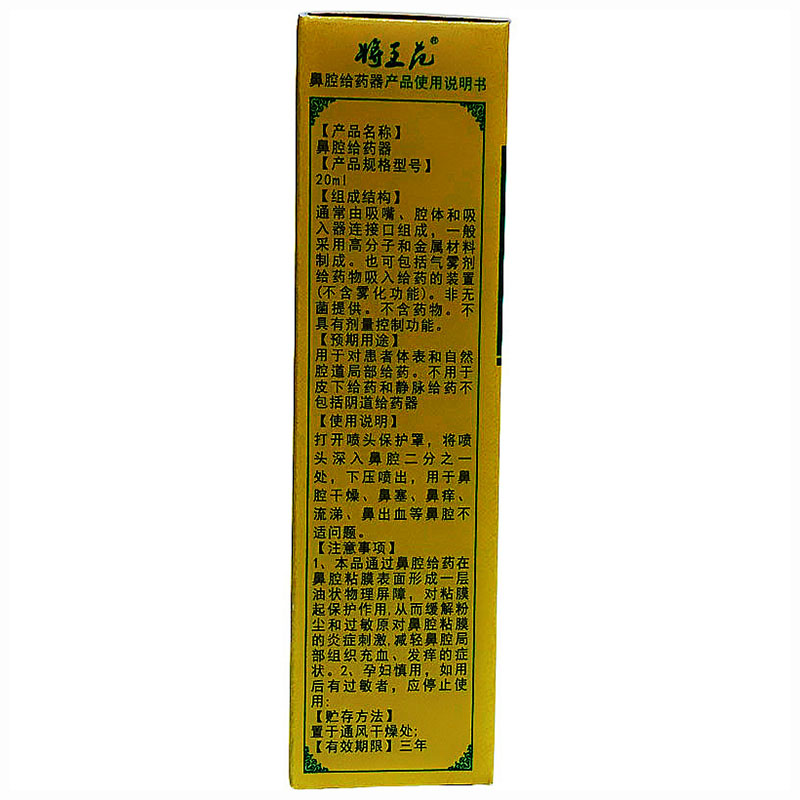 将王花®
鼻腔给药器产品使用说明书
【产品名称】
鼻腔给药器
【产品规格型号】
20ml
【组成结构】
通常由吸嘴、腔体和吸
入器连接口组成，一般
采用高分子和金属材料
制成。也可包括气雾剂
给药物吸入给药的装置
(不含雾化功能)。非无
菌提供。不含药物。不
具有剂量控制功能。
【预期用途】
用于对患者体表和自然
腔道局部给药。不用于
皮下给药和静脉给药不
包括阴道给药器
【使用说明】
打开喷头保护罩，将喷
头深入鼻腔二分之一
处，下压喷出，用于鼻
腔干燥、鼻塞、鼻痒、
流涕、鼻出血等鼻腔不
适问题。
【注意事项】
1、本品通过鼻腔给药在
鼻腔粘膜表面形成一层
油状物理屏障，对粘膜
起保护作用,从而缓解粉
尘和过敏原对鼻腔粘膜
的炎症刺激,减轻鼻腔局
部组织充血、发痒的症
状。2、孕妇慎用，如用
后有过敏者，应停止使
用;
【贮存方法】
置于通风干燥处;
【有效期限】三年